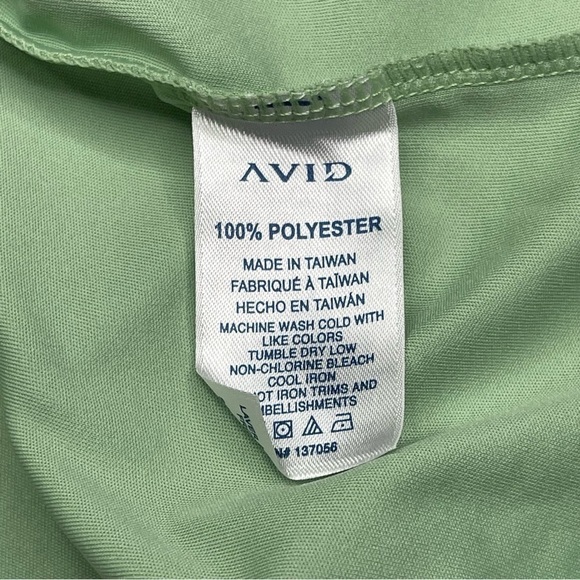 AVID
100% POLYESTER
MADE IN TAIWAN
FABRIQUÉ À TAÏWAN
HECHO EN TAIWÁN
MACHINE WASH COLD WITH
LIKE COLORS
TUMBLE DRY LOW
NON-CHLORINE BLEACH
COOL IRON
IRON TRIMS AND
N# 137056